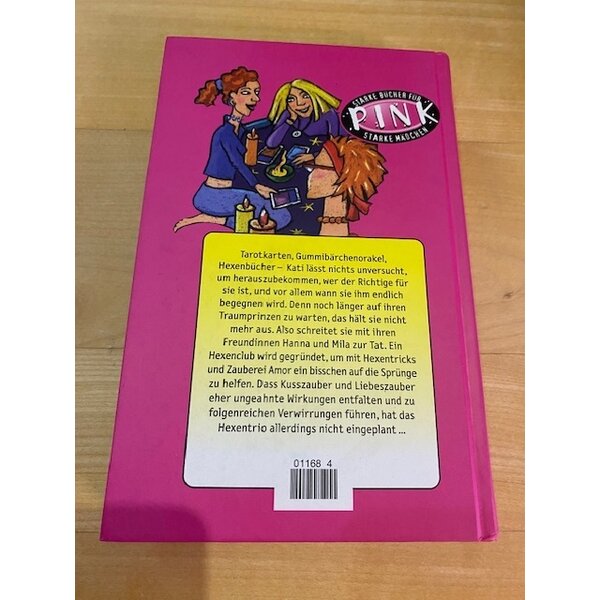 STARKE BÜCHER FÜR
PINK
STARKE MÄDCHEN
Tarotkarten, Gummibärchenorakel,
Hexenbücher – Kati lässt nichts unversucht,
um herauszubekommen, wer der Richtige für
sie ist, und vor allem wann sie ihm endlich
begegnen wird. Denn noch länger auf ihren
Traumprinzen zu warten, das hält sie nicht
mehr aus. Also schreitet sie mit ihren
Freundinnen Hanna und Mila zur Tat. Ein
Hexenclub wird gegründet, um mit Hexentricks
und Zauberei Amor ein bisschen auf die Sprünge
zu helfen. Dass Kusszauber und Liebeszauber
eher ungeahnte Wirkungen entfalten und zu
folgenreichen Verwirrungen führen, hat das
Hexentrio allerdings nicht eingeplant ...
01168 4